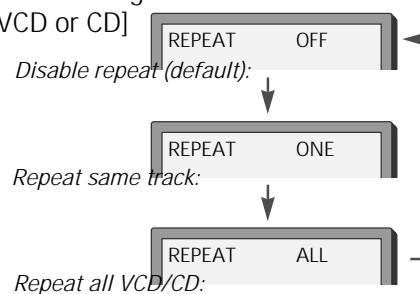 VCD or CD]
REPEAT OFF
Disable repeat (default):
REPEAT ONE
Repeat same track:
REPEAT ALL
Repeat all VCD/CD: